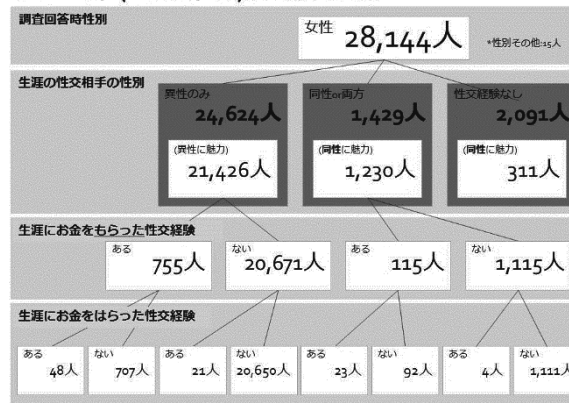 調査回答時性別
女性 28,144人
*性別その他:15人
生涯の性交相手の性別
異性のみ
24,624人
(異性に魅力)
21,426人
同性or両方
1,429人
(同性に魅力)
1,230人
性交経験なし
2,091人
(同性に魅力)
311人
生涯にお金をもらった性交経験
ある
755人
ない
20,671人
ある
115人
ない
1,115人
生涯にお金をはらった性交経験
ある
48人
ない
707人
ある
21人
ない
20,650人
ある
23人
ない
92人
ある
4人
ない
1,111人